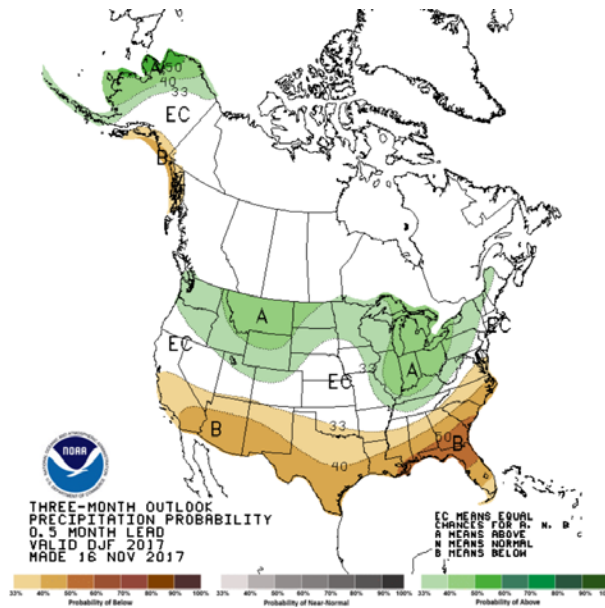 A 50
40
33
EC
B
A
EC
33
EC
A
EC
33
B
40
50
B
NOAA
THREE-MONTH OUTLOOK
PRECIPITATION PROBABILITY
0.5 MONTH LEAD
VALID DJF 2017
MADE 16 NOV 2017
EC MEANS EQUAL
CHANCES FOR A, N, B
A MEANS ABOVE
N MEANS NORMAL
B MEANS BELOW
33% 40% 50% 60% 70% 80% 90% 100%
Probability of Below
33% 40% 50% 60% 70% 80% 90% 100%
Probability of Near-Normal
33% 40% 50% 60% 70% 80% 90% 100%
Probability of Above